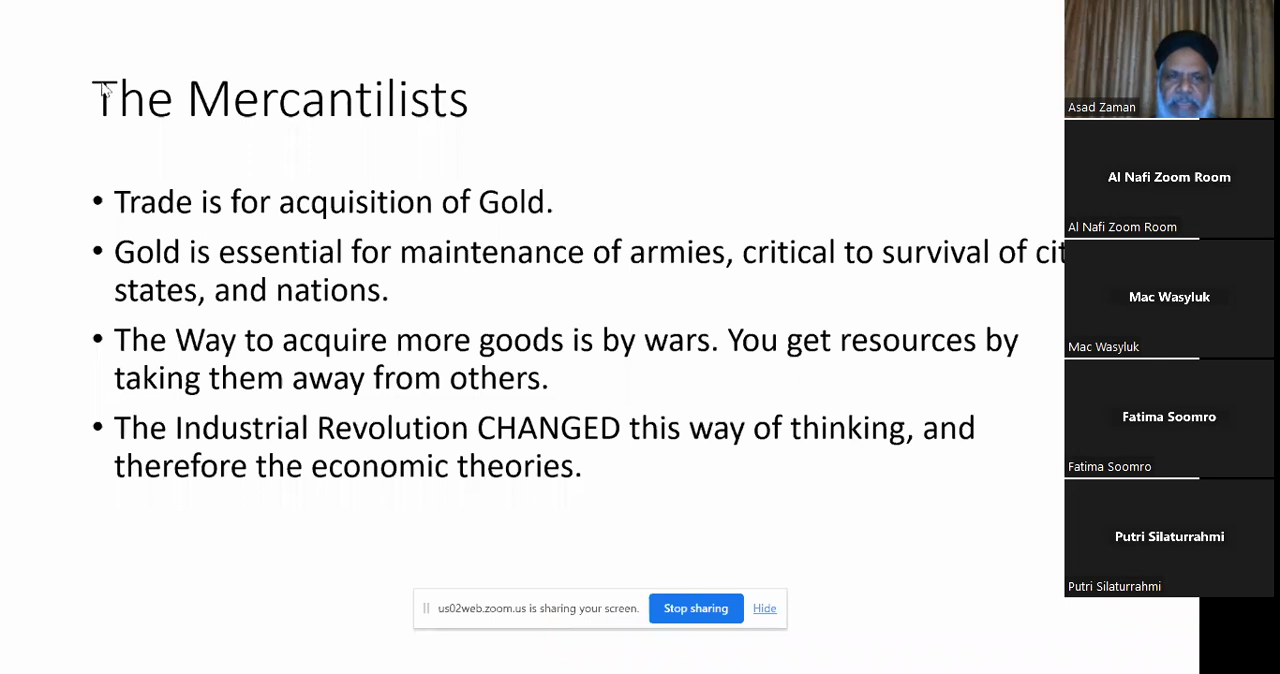 The Mercantilists
• Trade is for acquisition of Gold.
• Gold is essential for maintenance of armies, critical to survival of cit
states, and nations.
• The Way to acquire more goods is by wars. You get resources by
taking them away from others.
• The Industrial Revolution CHANGED this way of thinking, and
therefore the economic theories.
us02web.zoom.us is sharing your screen.
Stop sharing
Hide
Asad Zaman
Al Nafi Zoom Room
Al Nafi Zoom Room
Mac Wasyluk
Mac Wasyluk
Fatima Soomro
Fatima Soomro
Putri Silaturrahmi
Putri Silaturrahmi